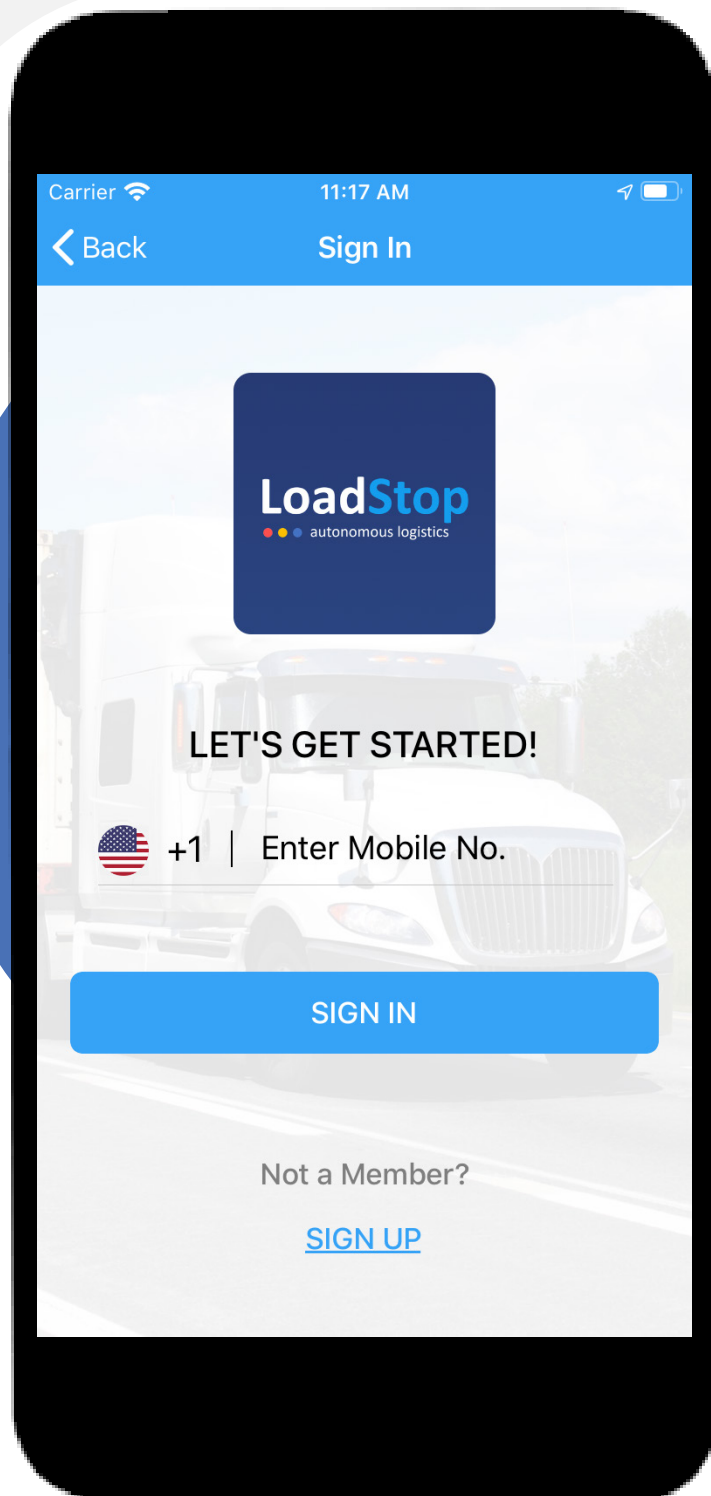 Carrier 11:17 AM
Back Sign In
LoadStop
autonomous logistics
LET'S GET STARTED!
+1 | Enter Mobile No.
SIGN IN
Not a Member?
SIGN UP